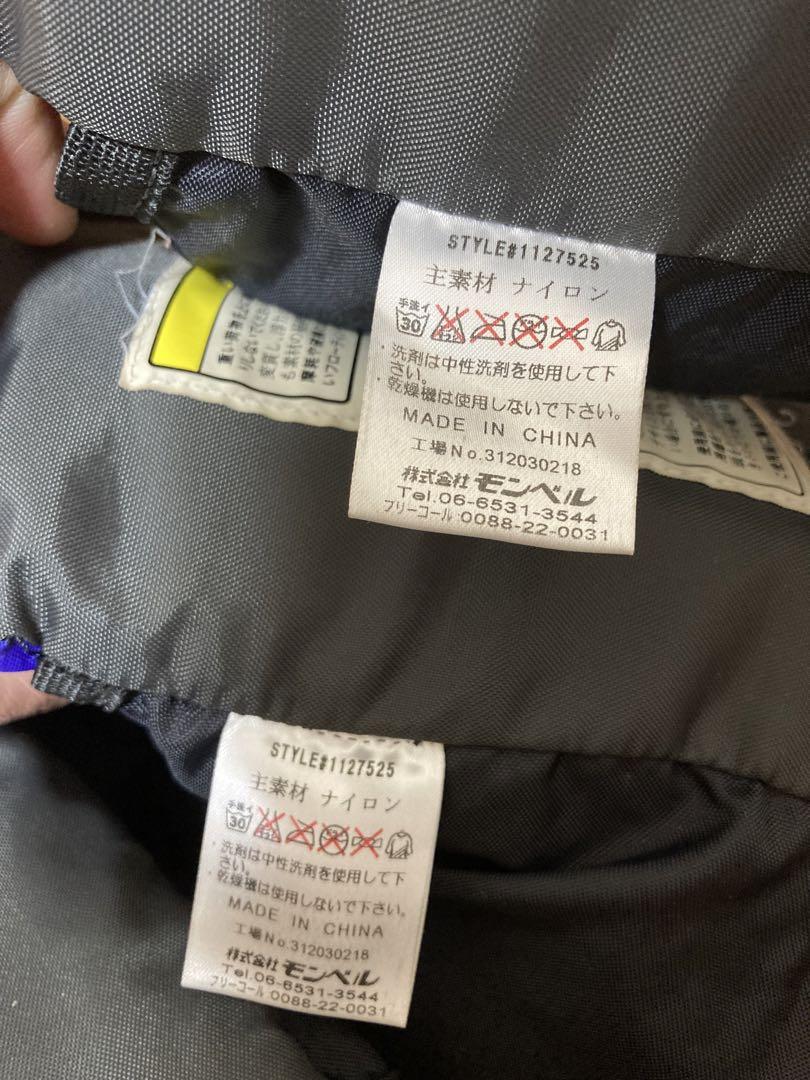 STYLE#1127525
主素材 ナイロン
手洗イ
30
・洗剤は中性洗剤を使用して下
さい。
・乾燥機は使用しないで下さい。
MADE IN CHINA
工場No.312030218
株式会社 モンベル
Tel.06-6531-3544
フリーコール 0088-22-0031
STYLE#1127525
主素材 ナイロン
手洗イ
30
・洗剤は中性洗剤を使用して下
さい。
・乾燥機は使用しないで下さい。
MADE IN CHINA
工場No.312030218
株式会社 モンベル
Tel.06-6531-3544
フリーコール 0088-22-0031